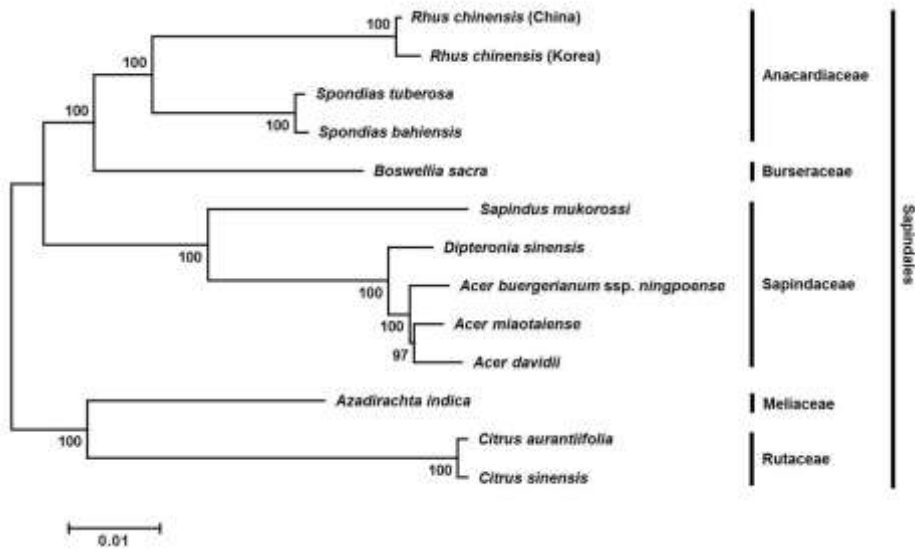 100
Rhus chinensis (China)
Rhus chinensis (Korea)
100
Spondias tuberosa
100
Spondias bahiensis
100
Boswellia sacra
Anacardiaceae
Burseraceae
Sapindus mukorossi
100
Dipteronia sinensis
100
Acer buergerianum ssp. ningpoense
100
Acer miaotaiense
97
Acer davidii
Sapindaceae
Azadirachta indica
100
Meliaceae
Citrus aurantiifolia
100
Citrus sinensis
Rutaceae
Sapindales
0.01